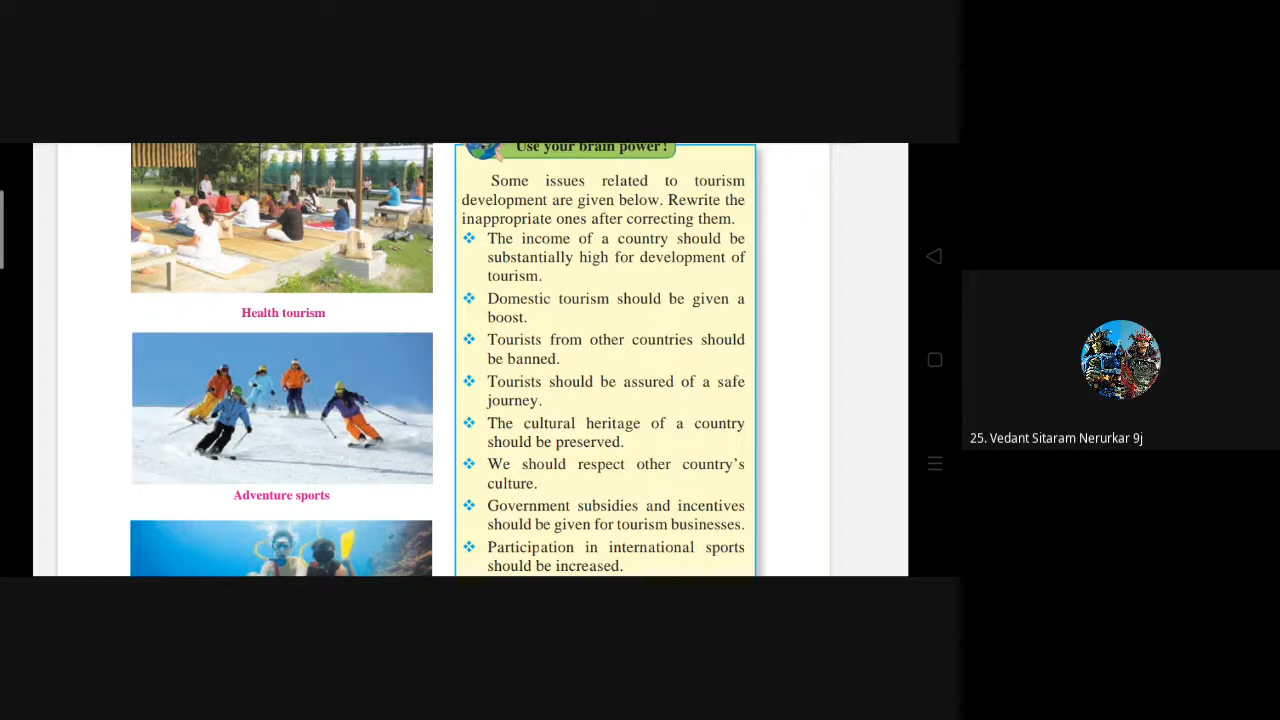 Use your brain power!
Some issues related to tourism
development are given below. Rewrite the
inappropriate ones after correcting them.
The income of a country should be
substantially high for development of
tourism.
Domestic tourism should be given a
boost.
Tourists from other countries should
be banned.
Tourists should be assured of a safe
journey.
The cultural heritage of a country
should be preserved.
We should respect other country's
culture.
Government subsidies and incentives
should be given for tourism businesses.
Participation in international sports
should be increased.
Health tourism
Adventure sports
25. Vedant Sitaram Nerurkar 9j